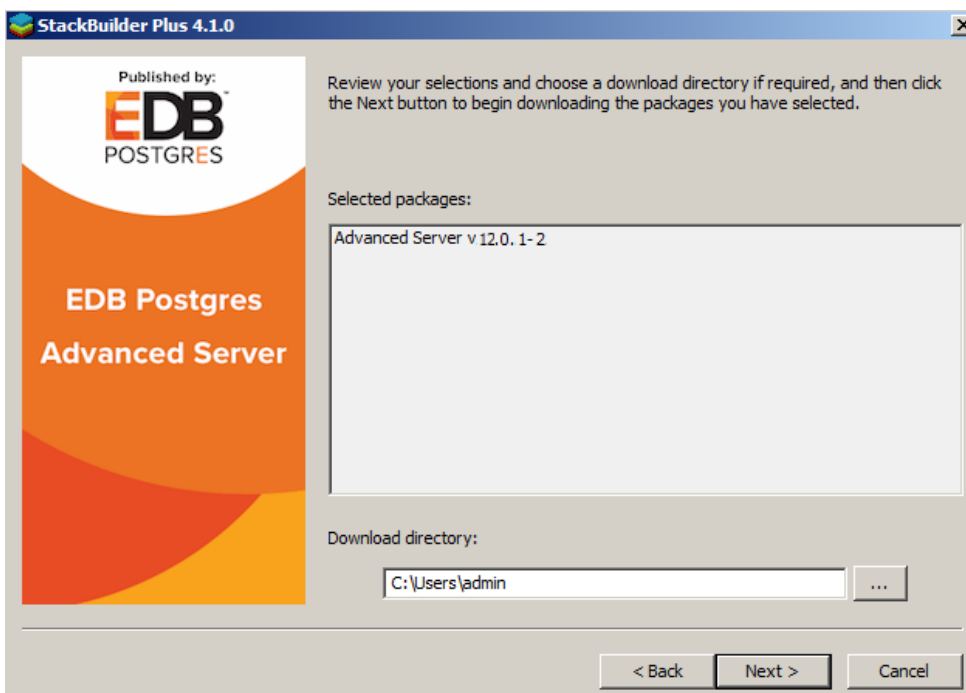 StackBuilder Plus 4.1.0
Published by:
EDB™
POSTGRES
EDB Postgres
Advanced Server
Review your selections and choose a download directory if required, and then click
the Next button to begin downloading the packages you have selected.
Selected packages:
Advanced Server v 12.0. 1- 2
Download directory:
C:\Users\admin
...
< Back
Next >
Cancel